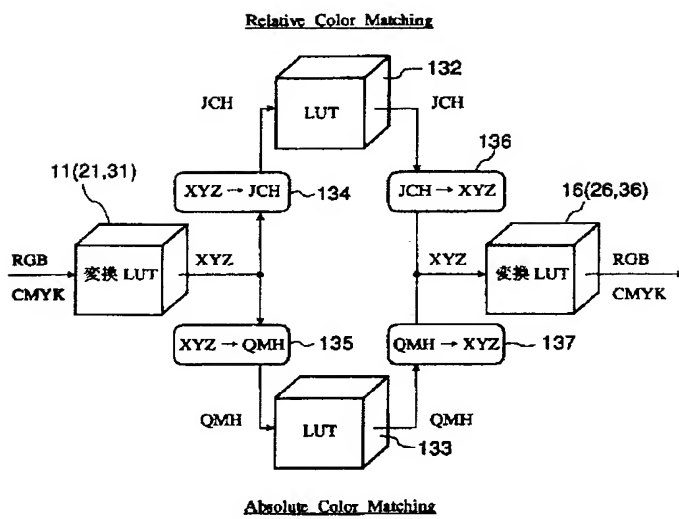 Relative Color Matching
132
JCH
LUT
JCH
136
11(21,31)
XYZ → JCH
134
JCH → XYZ
16(26,36)
RGB
CMYK
変換 LUT
XYZ
XYZ
変換 LUT
RGB
CMYK
XYZ → QMH
135
QMH → XYZ
137
QMH
LUT
QMH
133
Absolute Color Matching